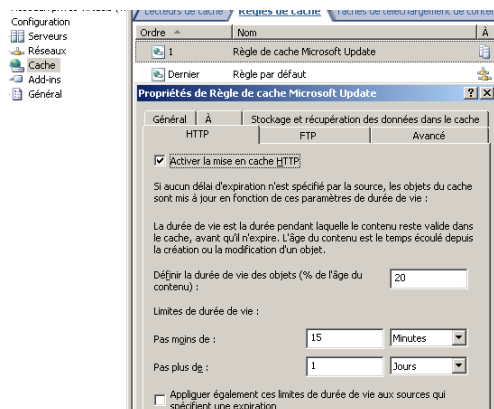 Configuration
Serveurs
Réseaux
Cache
Add-ins
Général
Lecteurs de cache
Règles de cache
Tâches de téléchargement de
Ordre
Nom
À
1
Règle de cache Microsoft Update
Dernier
Règle par défaut
Propriétés de Règle de cache Microsoft Update
Général
À
Stockage et récupération des données dans le cache
HTTP
FTP
Avancé
Activer la mise en cache HTTP
Si aucun délai d'expiration n'est spécifié par la source, les objets du cache
sont mis à jour en fonction de ces paramètres de durée de vie :
La durée de vie est la durée pendant laquelle le contenu reste valide dans
le cache, avant qu'il n'expire. L'âge du contenu est le temps écoulé depuis
la création ou la modification d'un objet.
Définir la durée de vie des objets (% de l'âge du
contenu) :
20
Limites de durée de vie :
Pas moins de :
15
Minutes
Pas plus de :
1
Jours
Appliquer également ces limites de durée de vie aux sources qui
spécifient une expiration